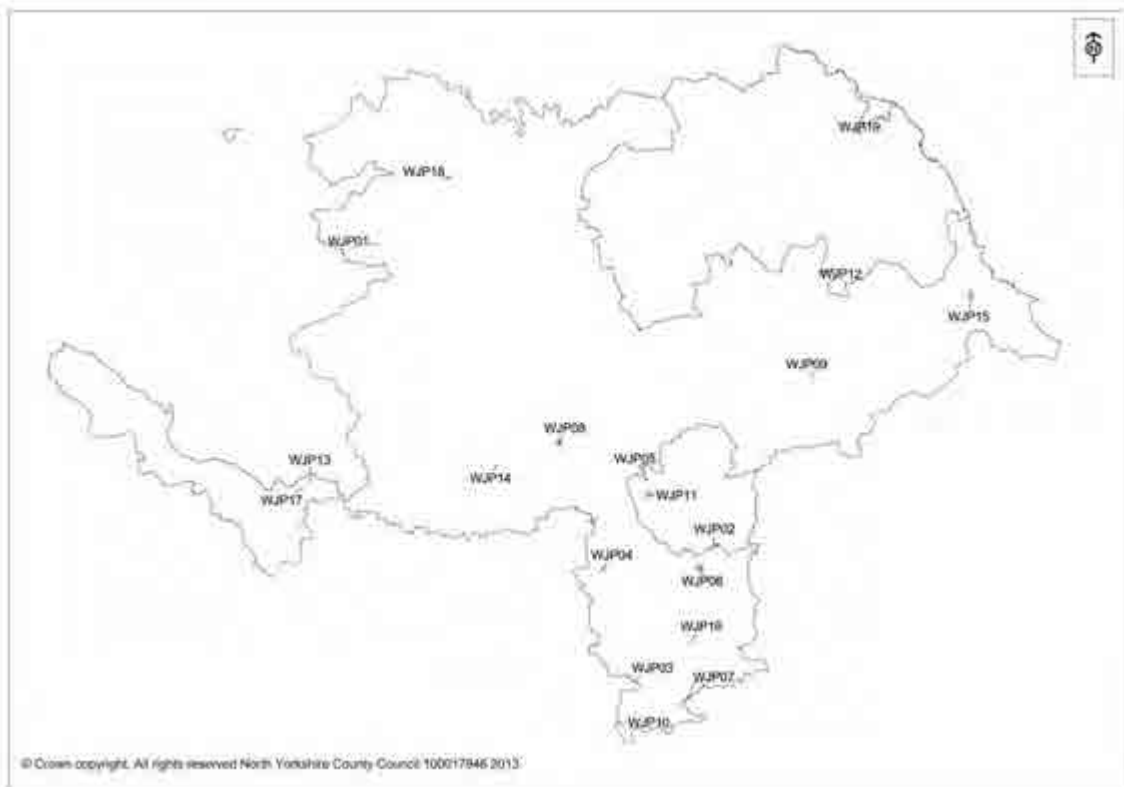 WJP19
WJP18
WJP01
WJP12
WJP15
WJP09
WJP08
WJP05
WJP13
WJP14
WJP17
WJP11
WJP02
WJP04
WJP06
WJP16
WJP03
WJP07
WJP10
© Crown copyright. All rights reserved North Yorkshire County Council 100017946 2013